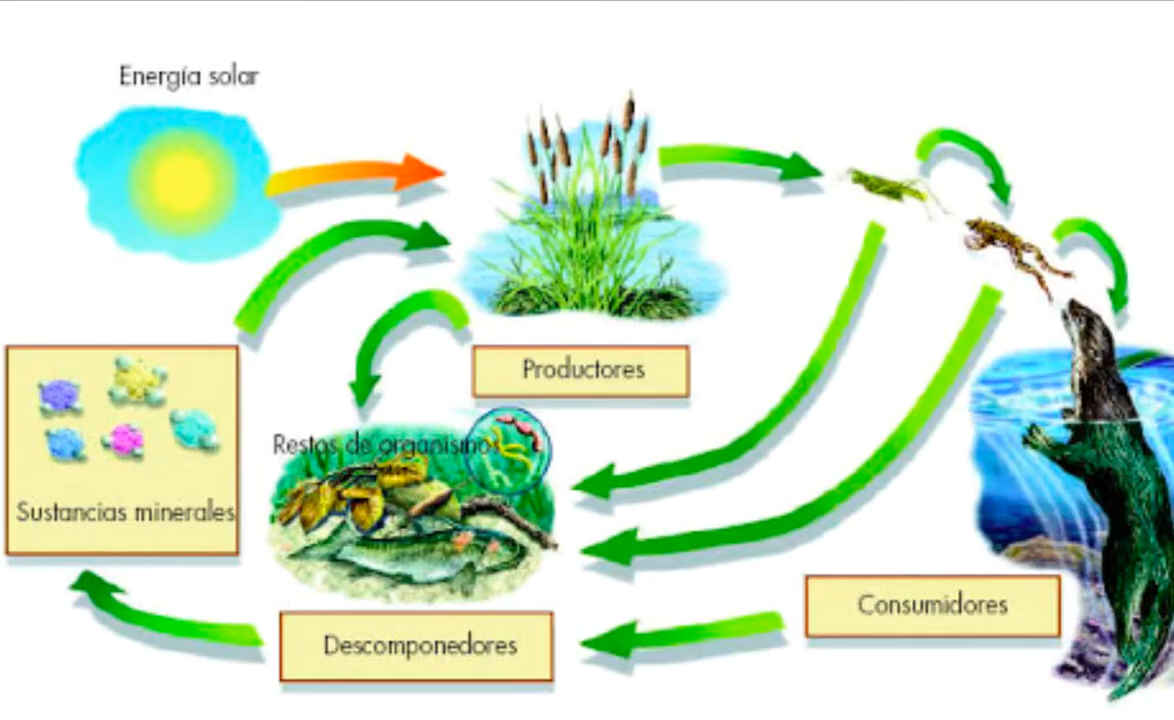 Energía solar
Productores
Restos de organismos
Sustancias minerales
Consumidores
Descomponedores